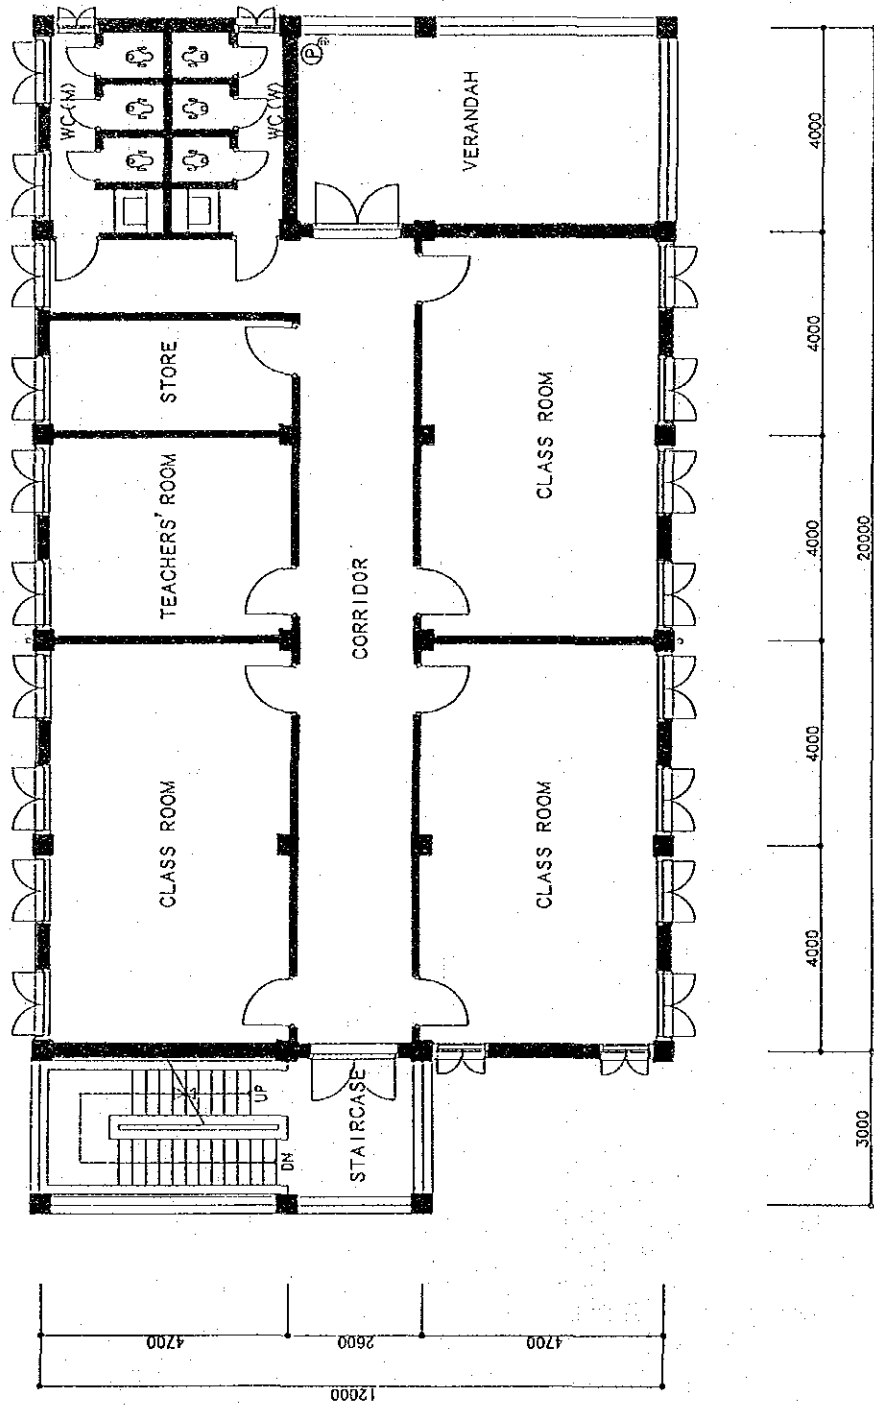 WC(M)
WC(W)
P
VERANDAH
STORE
TEACHERS' ROOM
CLASS ROOM
CORRIDOR
CLASS ROOM
CLASS ROOM
UP
DN
STAIRCASE
4000
4000
4000
4000
4000
20000
3000
4700
2600
4700
12000